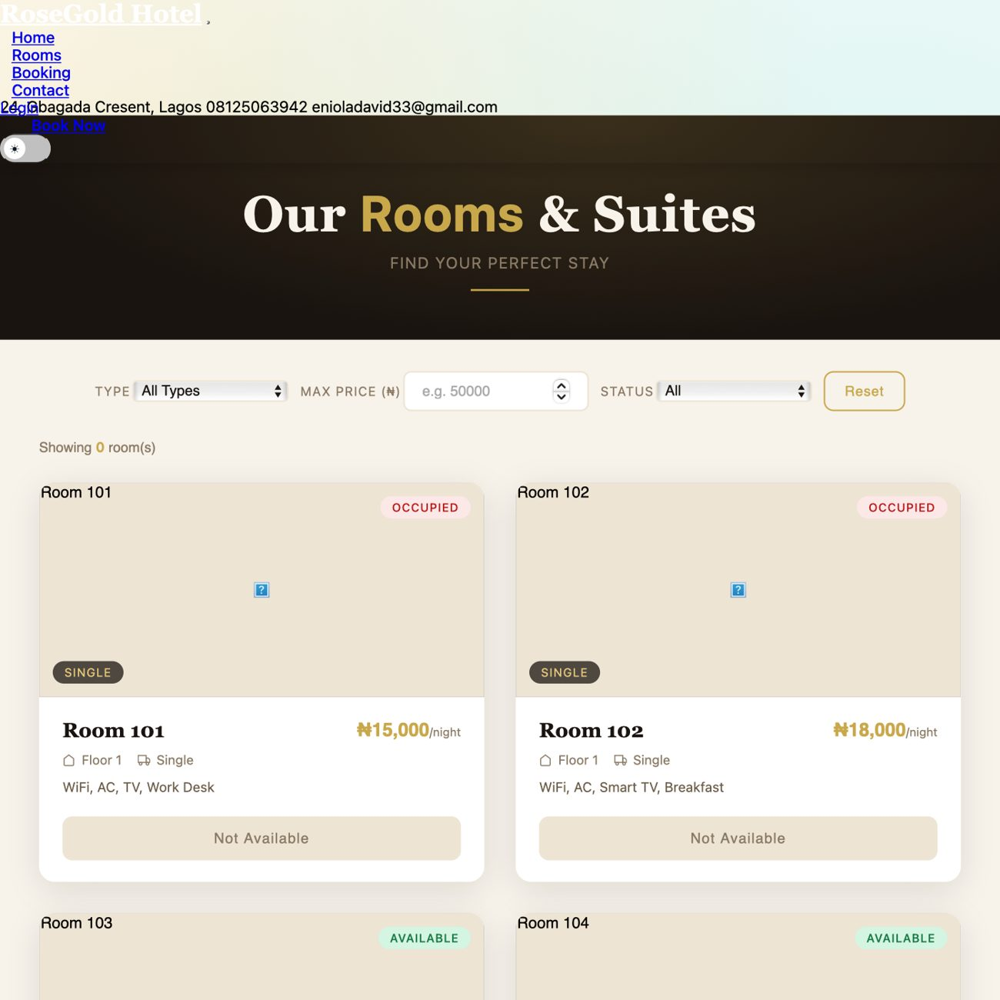 RoseGold Hotel
Home
Rooms
Booking
Contact
24, Gbagada Cresent, Lagos 08125063942 enioladavid33@gmail.com
Login
Book Now
Our Rooms & Suites
FIND YOUR PERFECT STAY
TYPE All Types MAX PRICE (₦) e.g. 50000 STATUS All Reset
Showing 0 room(s)
Room 101
OCCUPIED
SINGLE
Room 101 ₦15,000/night
Floor 1 Single
WiFi, AC, TV, Work Desk
Not Available
Room 102
OCCUPIED
SINGLE
Room 102 ₦18,000/night
Floor 1 Single
WiFi, AC, Smart TV, Breakfast
Not Available
Room 103
AVAILABLE
Room 104
AVAILABLE